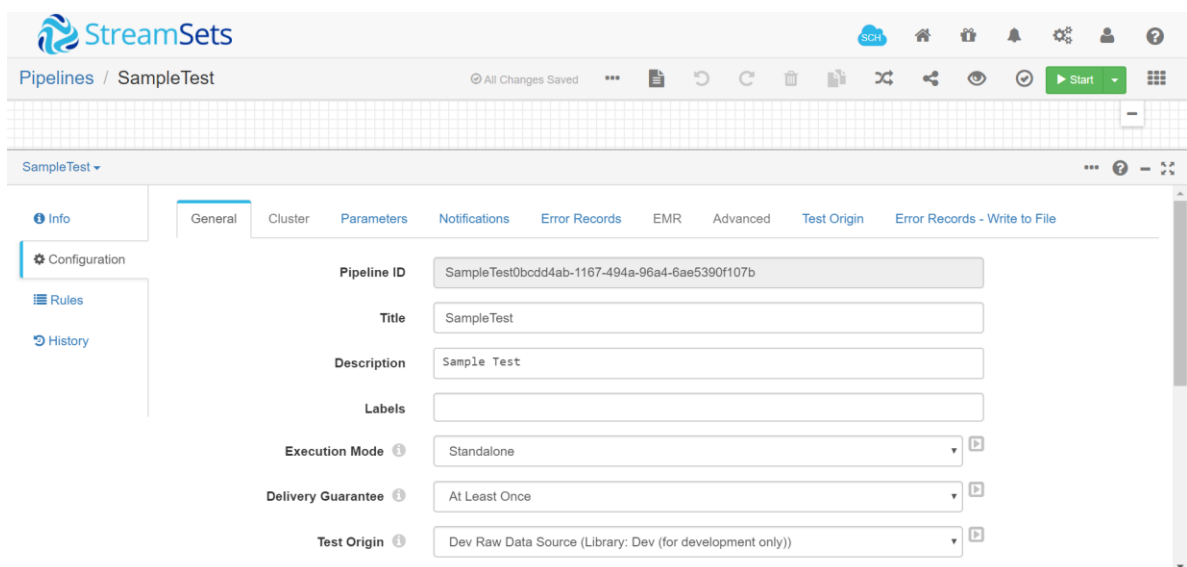 StreamSets
SCH
Pipelines / SampleTest
All Changes Saved
Start
SampleTest
Info
Configuration
Rules
History
General Cluster Parameters Notifications Error Records EMR Advanced Test Origin Error Records - Write to File
Pipeline ID SampleTest0bcdd4ab-1167-494a-96a4-6ae5390f107b
Title SampleTest
Description Sample Test
Labels
Execution Mode Standalone
Delivery Guarantee At Least Once
Test Origin Dev Raw Data Source (Library: Dev (for development only))